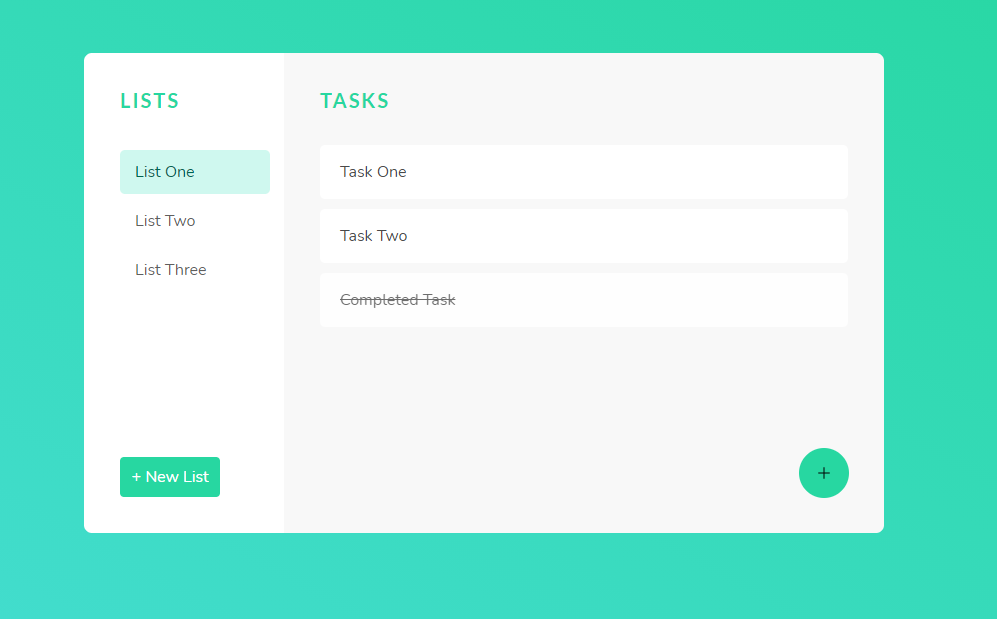 LISTS
List One
List Two
List Three
+ New List
TASKS
Task One
Task Two
Completed Task
+